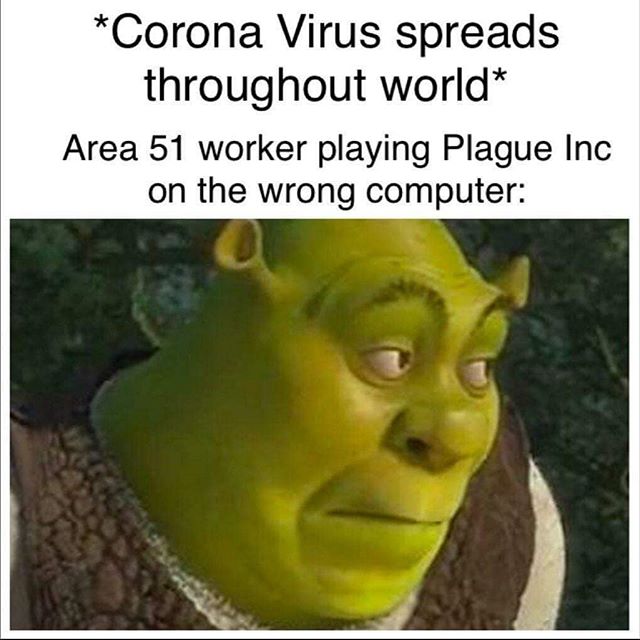 *Corona Virus spreads
throughout world*
Area 51 worker playing Plague Inc
on the wrong computer: